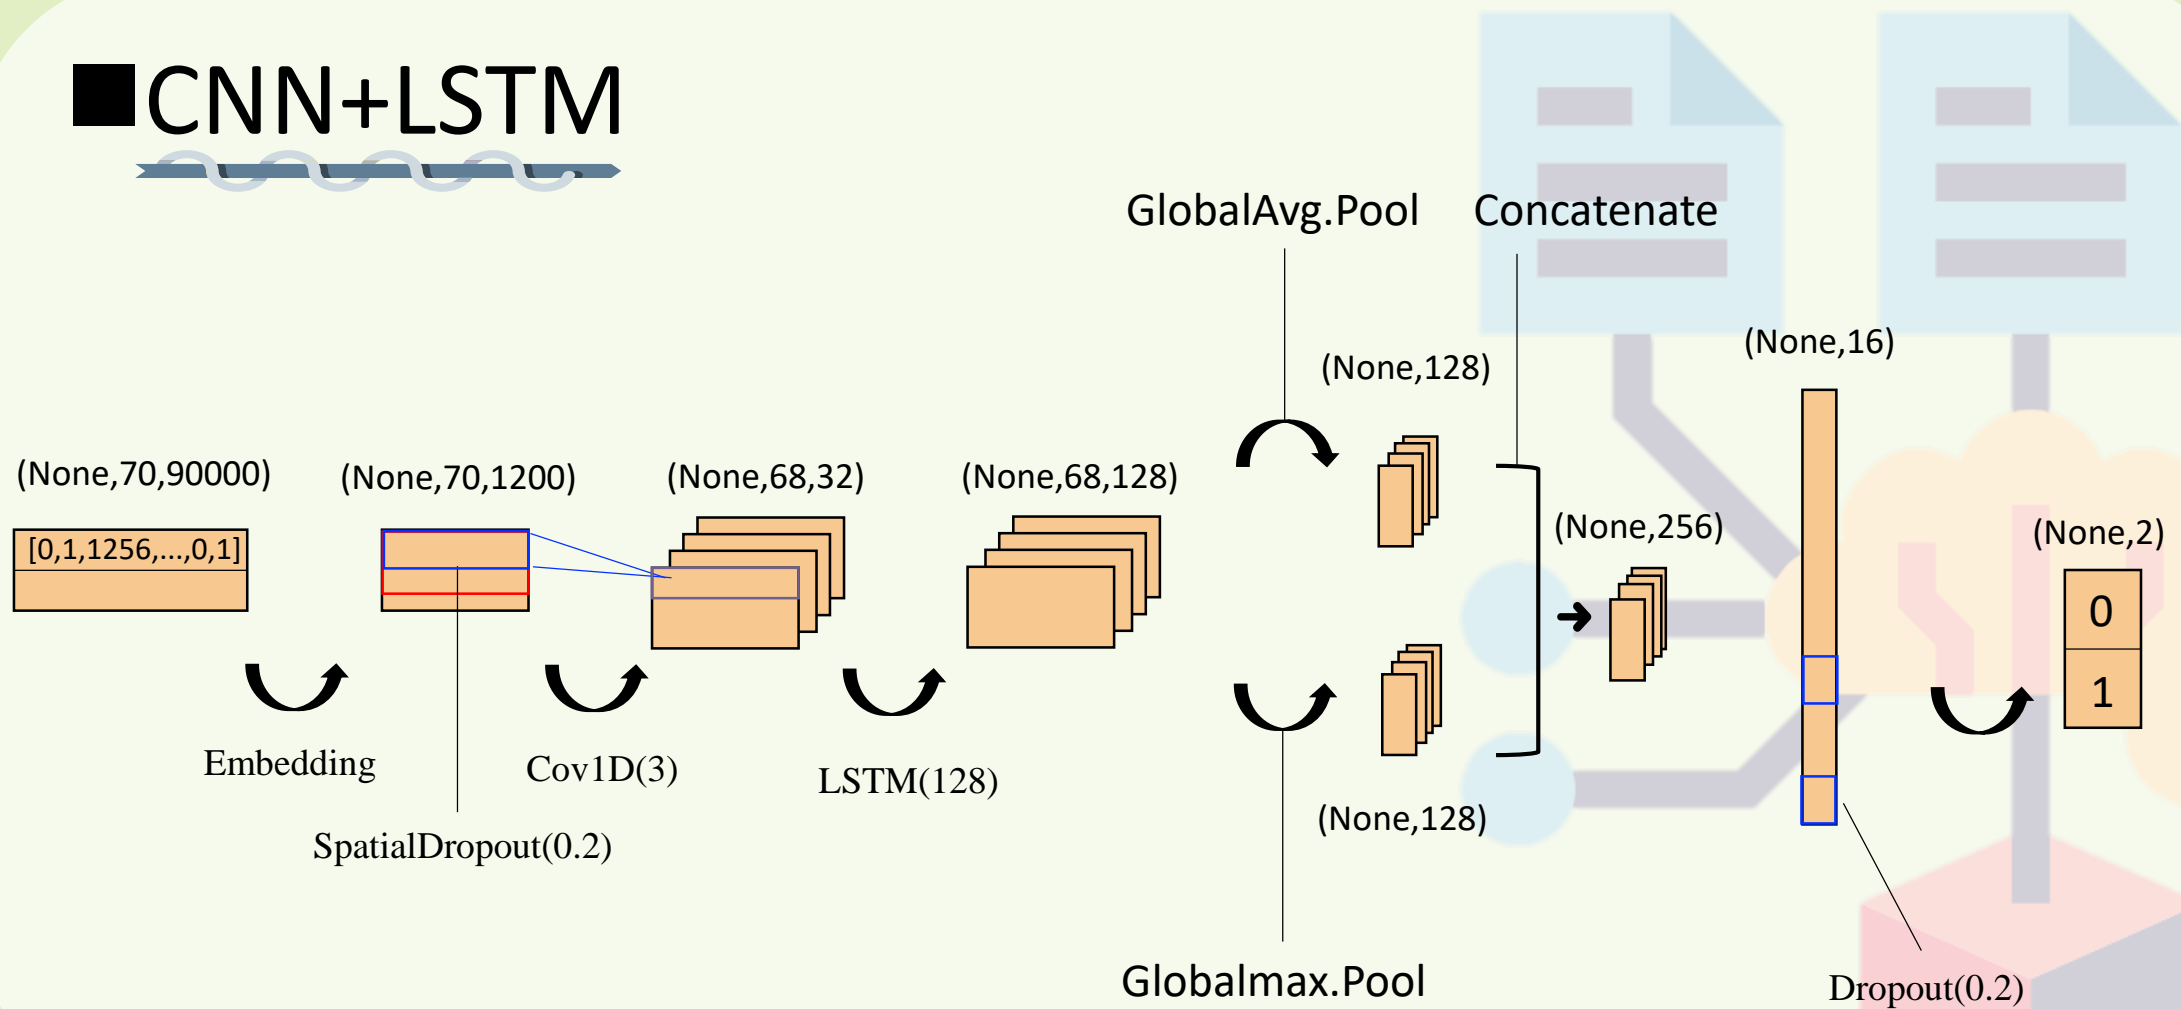 ■CNN+LSTM
GlobalAvg.Pool
Concatenate
(None,16)
(None,128)
(None,70,90000)
(None,70,1200)
(None,68,32)
(None,68,128)
(None,256)
(None,2)
[0,1,1256,...,0,1]
0
1
Embedding
Cov1D(3)
LSTM(128)
(None,128)
SpatialDropout(0.2)
Globalmax.Pool
Dropout(0.2)